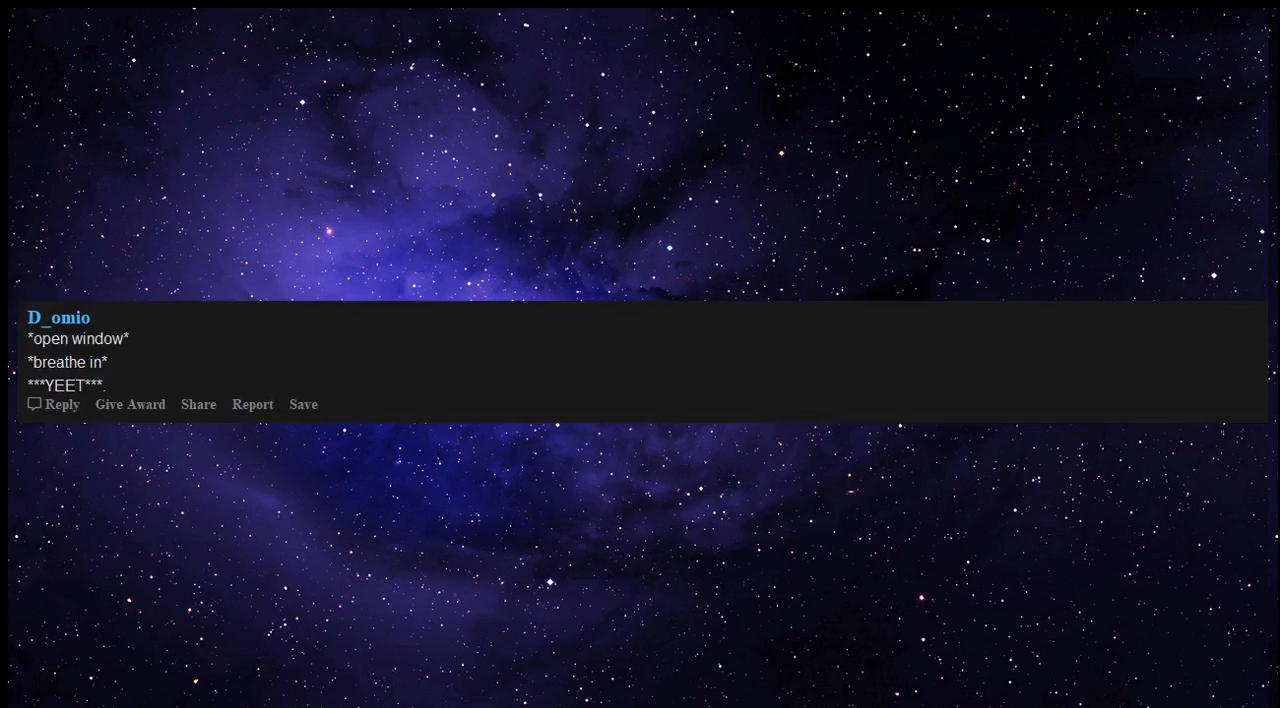 D_omio
*open window*
*breathe in*
***YEET***.
Reply Give Award Share Report Save